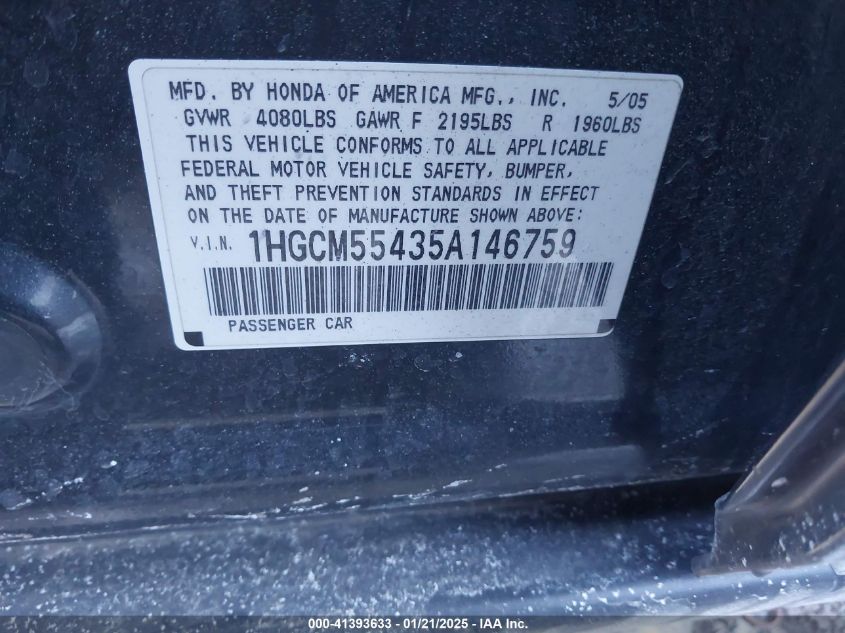 MFD. BY HONDA OF AMERICA MFG., INC. 5/05
GVWR 4080LBS GAWR F 2195LBS R 1960LBS
THIS VEHICLE CONFORMS TO ALL APPLICABLE
FEDERAL MOTOR VEHICLE SAFETY, BUMPER,
AND THEFT PREVENTION STANDARDS IN EFFECT
ON THE DATE OF MANUFACTURE SHOWN ABOVE:
V.I.N. 1HGCM55435A146759
PASSENGER CAR
000-41393633 / 01/21/2025 / Copyright IAA, LLC